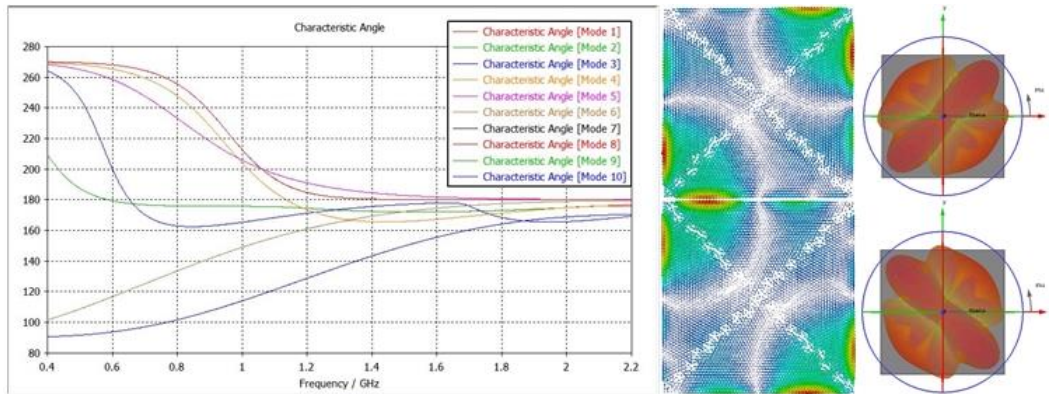 Characteristic Angle
Characteristic Angle [Mode 1]
Characteristic Angle [Mode 2]
Characteristic Angle [Mode 3]
Characteristic Angle [Mode 4]
Characteristic Angle [Mode 5]
Characteristic Angle [Mode 6]
Characteristic Angle [Mode 7]
Characteristic Angle [Mode 8]
Characteristic Angle [Mode 9]
Characteristic Angle [Mode 10]
280
260
240
220
200
180
160
140
120
100
80
0.4 0.6 0.8 1 1.2 1.4 1.6 1.8 2 2.2
Frequency / GHz